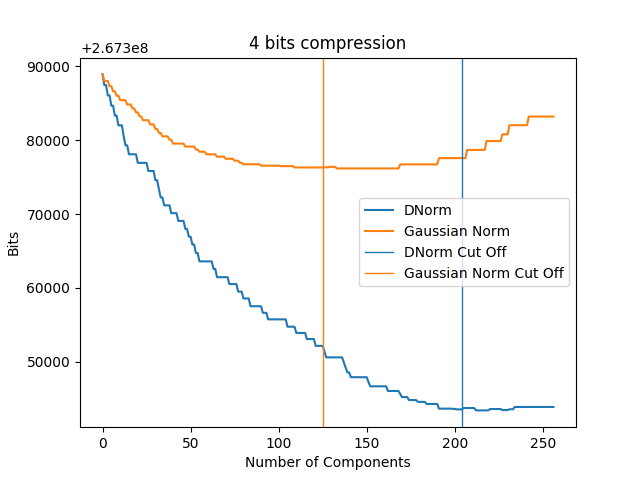 4 bits compression
+2.673e8
90000
80000
70000
60000
50000
Bits
DNorm
Gaussian Norm
DNorm Cut Off
Gaussian Norm Cut Off
0 50 100 150 200 250
Number of Components